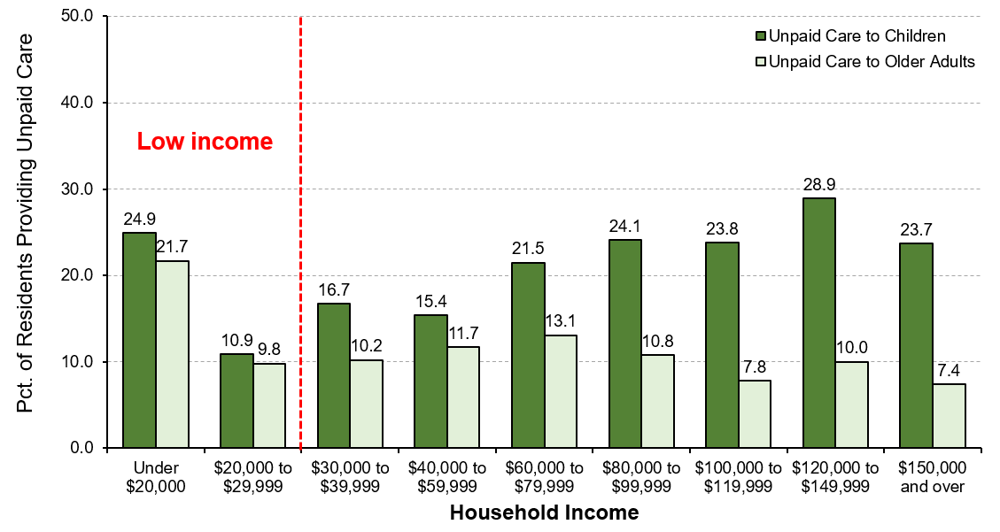 Pct. of Residents Providing Unpaid Care
50.0
40.0
30.0
20.0
10.0
0.0
Unpaid Care to Children
Unpaid Care to Older Adults
Low income
24.9
21.7
10.9
9.8
16.7
10.2
15.4
11.7
21.5
13.1
24.1
10.8
23.8
7.8
28.9
10.0
23.7
7.4
Under
$20,000
$20,000 to
$29,999
$30,000 to
$39,999
$40,000 to
$59,999
$60,000 to
$79,999
$80,000 to
$99,999
$100,000 to
$119,999
$120,000 to
$149,999
$150,000
and over
Household Income